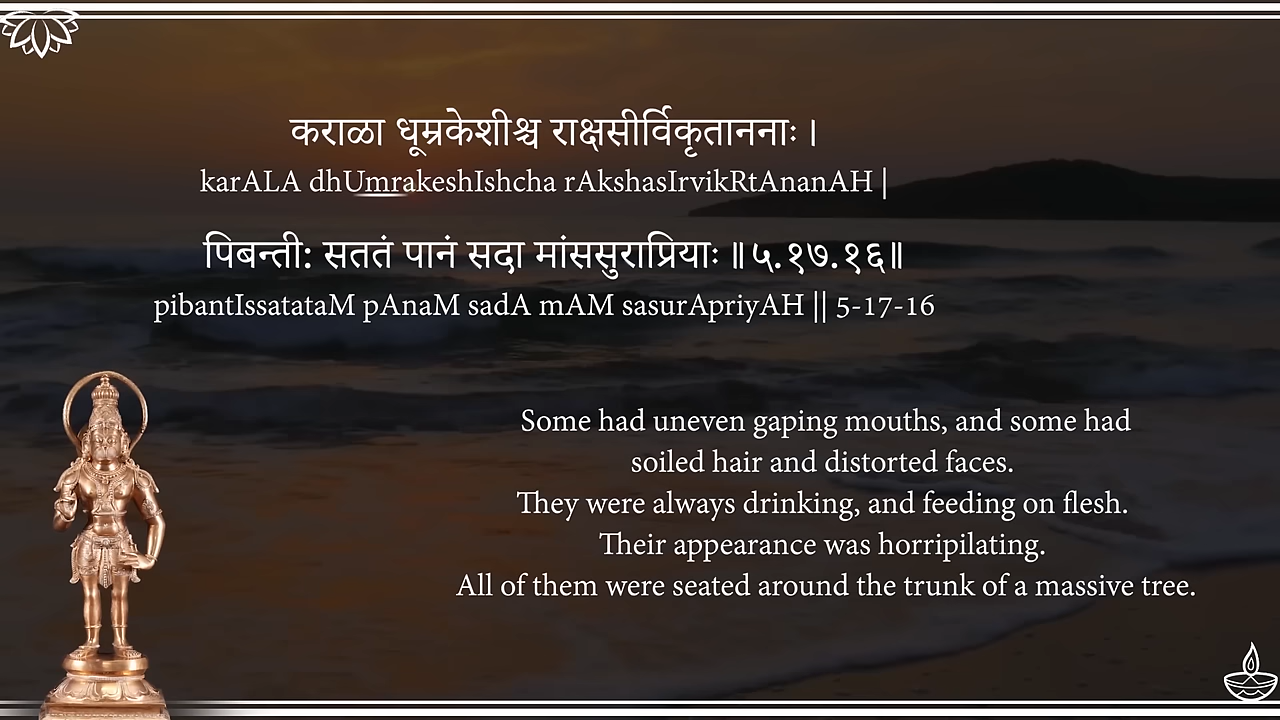 कराळा धूम्रकेशीश्च राक्षसीर्विकृताननाः ।
karALA dhUmrakeshIshcha rAkshasIrvikRtAnanAH |
पिबन्ती: सततं पानं सदा मांससुराप्रियाः ॥५.१७.१६॥
pibantIssatataM pAnaM sadA mAM sasurApriyAH || 5-17-16
Some had uneven gaping mouths, and some had
soiled hair and distorted faces.
They were always drinking, and feeding on flesh.
Their appearance was horripilating.
All of them were seated around the trunk of a massive tree.